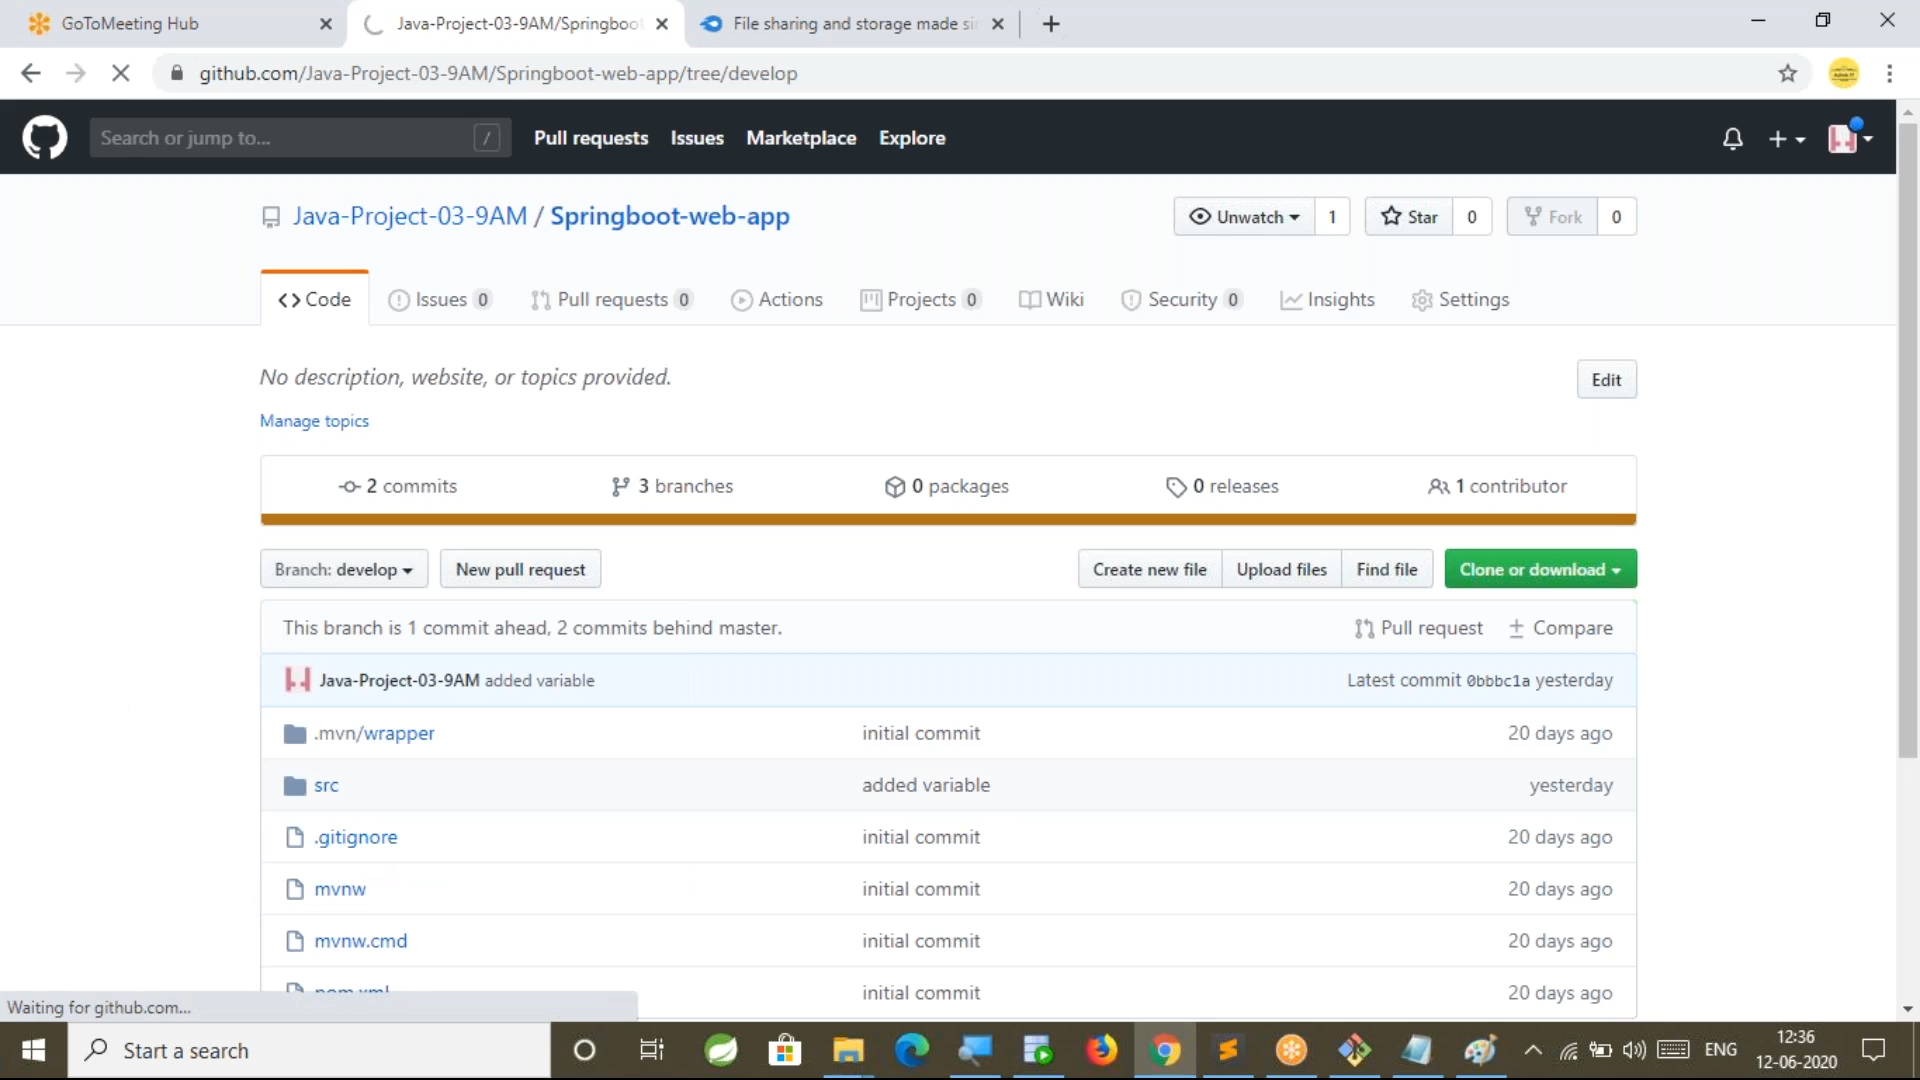 GoToMeeting Hub
Java-Project-03-9AM/Springboot
File sharing and storage made si
github.com/Java-Project-03-9AM/Springboot-web-app/tree/develop
Search or jump to... /
Pull requests Issues Marketplace Explore
Java-Project-03-9AM / Springboot-web-app
Unwatch 1 Star 0 Fork 0
Code Issues 0 Pull requests 0 Actions Projects 0 Wiki Security 0 Insights Settings
No description, website, or topics provided.
Edit
Manage topics
2 commits 3 branches 0 packages 0 releases 1 contributor
Branch: develop New pull request Create new file Upload files Find file Clone or download
This branch is 1 commit ahead, 2 commits behind master. Pull request Compare
Java-Project-03-9AM added variable Latest commit 0bbbc1a yesterday
.mvn/wrapper initial commit 20 days ago
src added variable yesterday
.gitignore initial commit 20 days ago
mvnw initial commit 20 days ago
mvnw.cmd initial commit 20 days ago
pom.xml initial commit 20 days ago
Waiting for github.com...
Start a search
ENG
12:36
12-06-2020